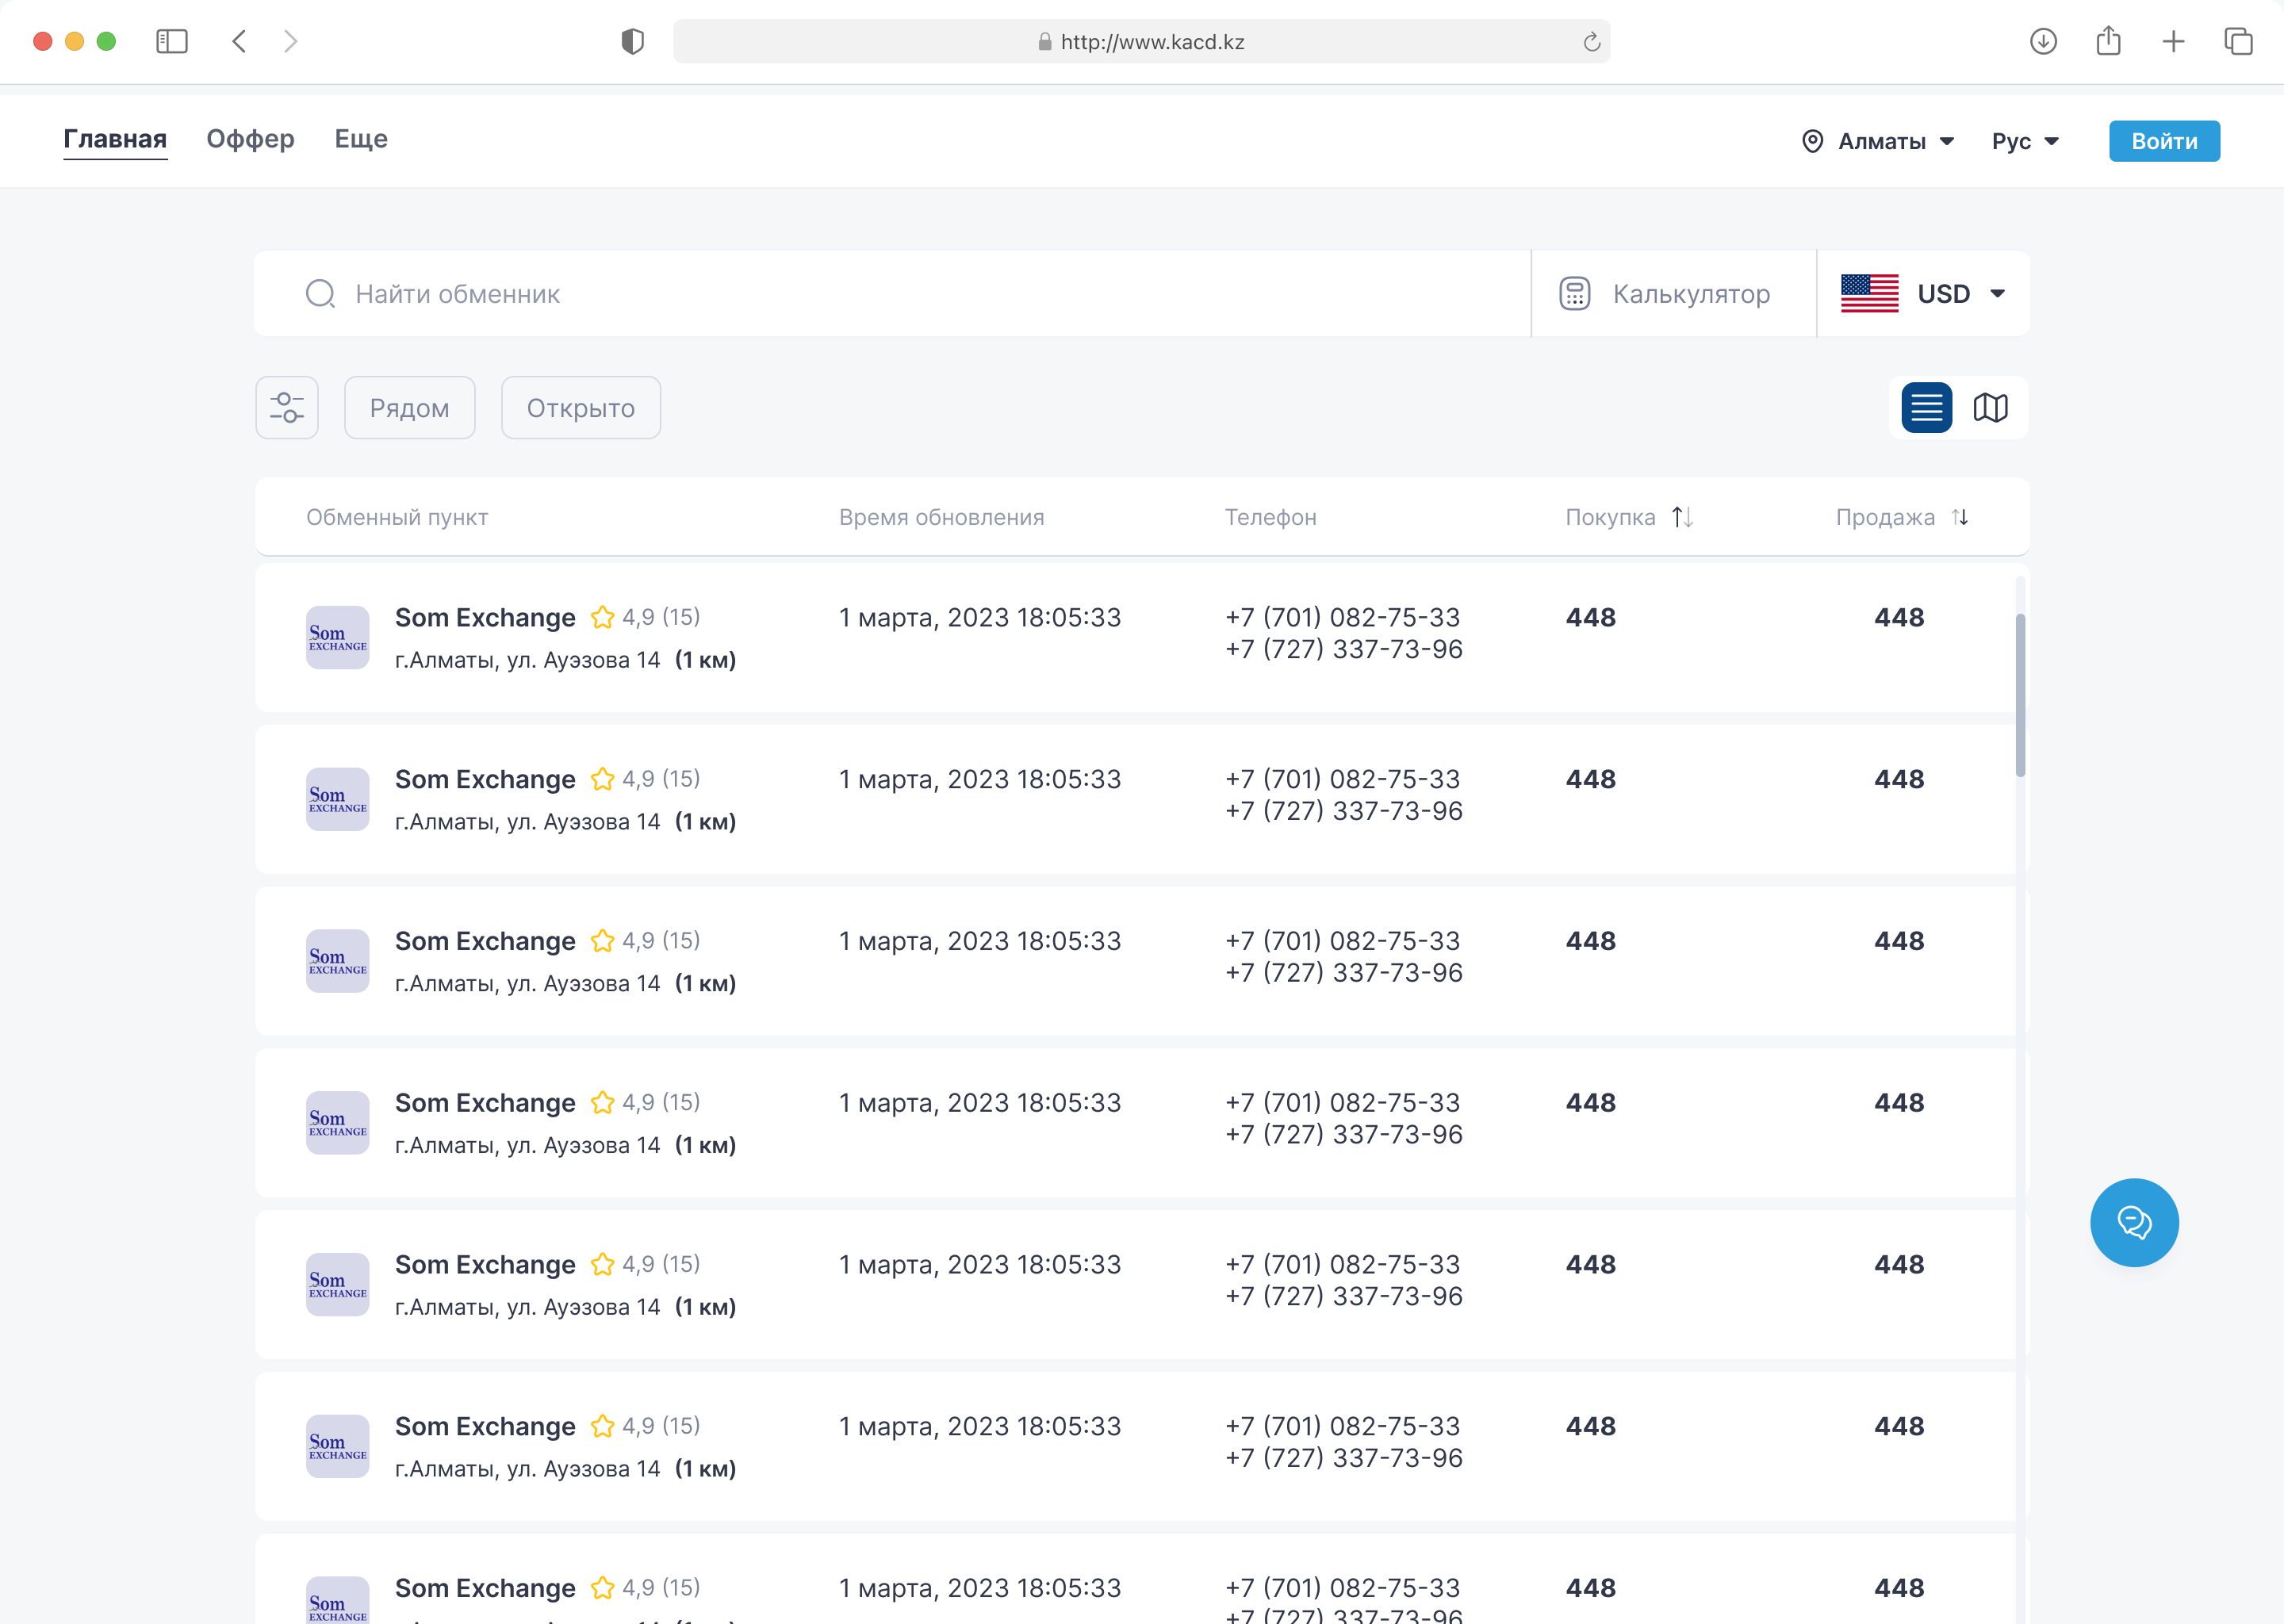 http://www.kacd.kz
Главная Оффер Еще Алматы Рус Войти
Найти обменник Калькулятор USD
Рядом Открыто
Обменный пункт Время обновления Телефон Покупка Продажа
Som Exchange 4,9 (15) 1 марта, 2023 18:05:33 +7 (701) 082-75-33 448 448
Som EXCHANGE +7 (727) 337-73-96
г.Алматы, ул. Ауэзова 14 (1 км)
Som Exchange 4,9 (15) 1 марта, 2023 18:05:33 +7 (701) 082-75-33 448 448
Som EXCHANGE +7 (727) 337-73-96
г.Алматы, ул. Ауэзова 14 (1 км)
Som Exchange 4,9 (15) 1 марта, 2023 18:05:33 +7 (701) 082-75-33 448 448
Som EXCHANGE +7 (727) 337-73-96
г.Алматы, ул. Ауэзова 14 (1 км)
Som Exchange 4,9 (15) 1 марта, 2023 18:05:33 +7 (701) 082-75-33 448 448
Som EXCHANGE +7 (727) 337-73-96
г.Алматы, ул. Ауэзова 14 (1 км)
Som Exchange 4,9 (15) 1 марта, 2023 18:05:33 +7 (701) 082-75-33 448 448
Som EXCHANGE +7 (727) 337-73-96
г.Алматы, ул. Ауэзова 14 (1 км)
Som Exchange 4,9 (15) 1 марта, 2023 18:05:33 +7 (701) 082-75-33 448 448
Som EXCHANGE +7 (727) 337-73-96
г.Алматы, ул. Ауэзова 14 (1 км)
Som Exchange 4,9 (15) 1 марта, 2023 18:05:33 +7 (701) 082-75-33 448 448
Som EXCHANGE +7 (727) 337-73-96